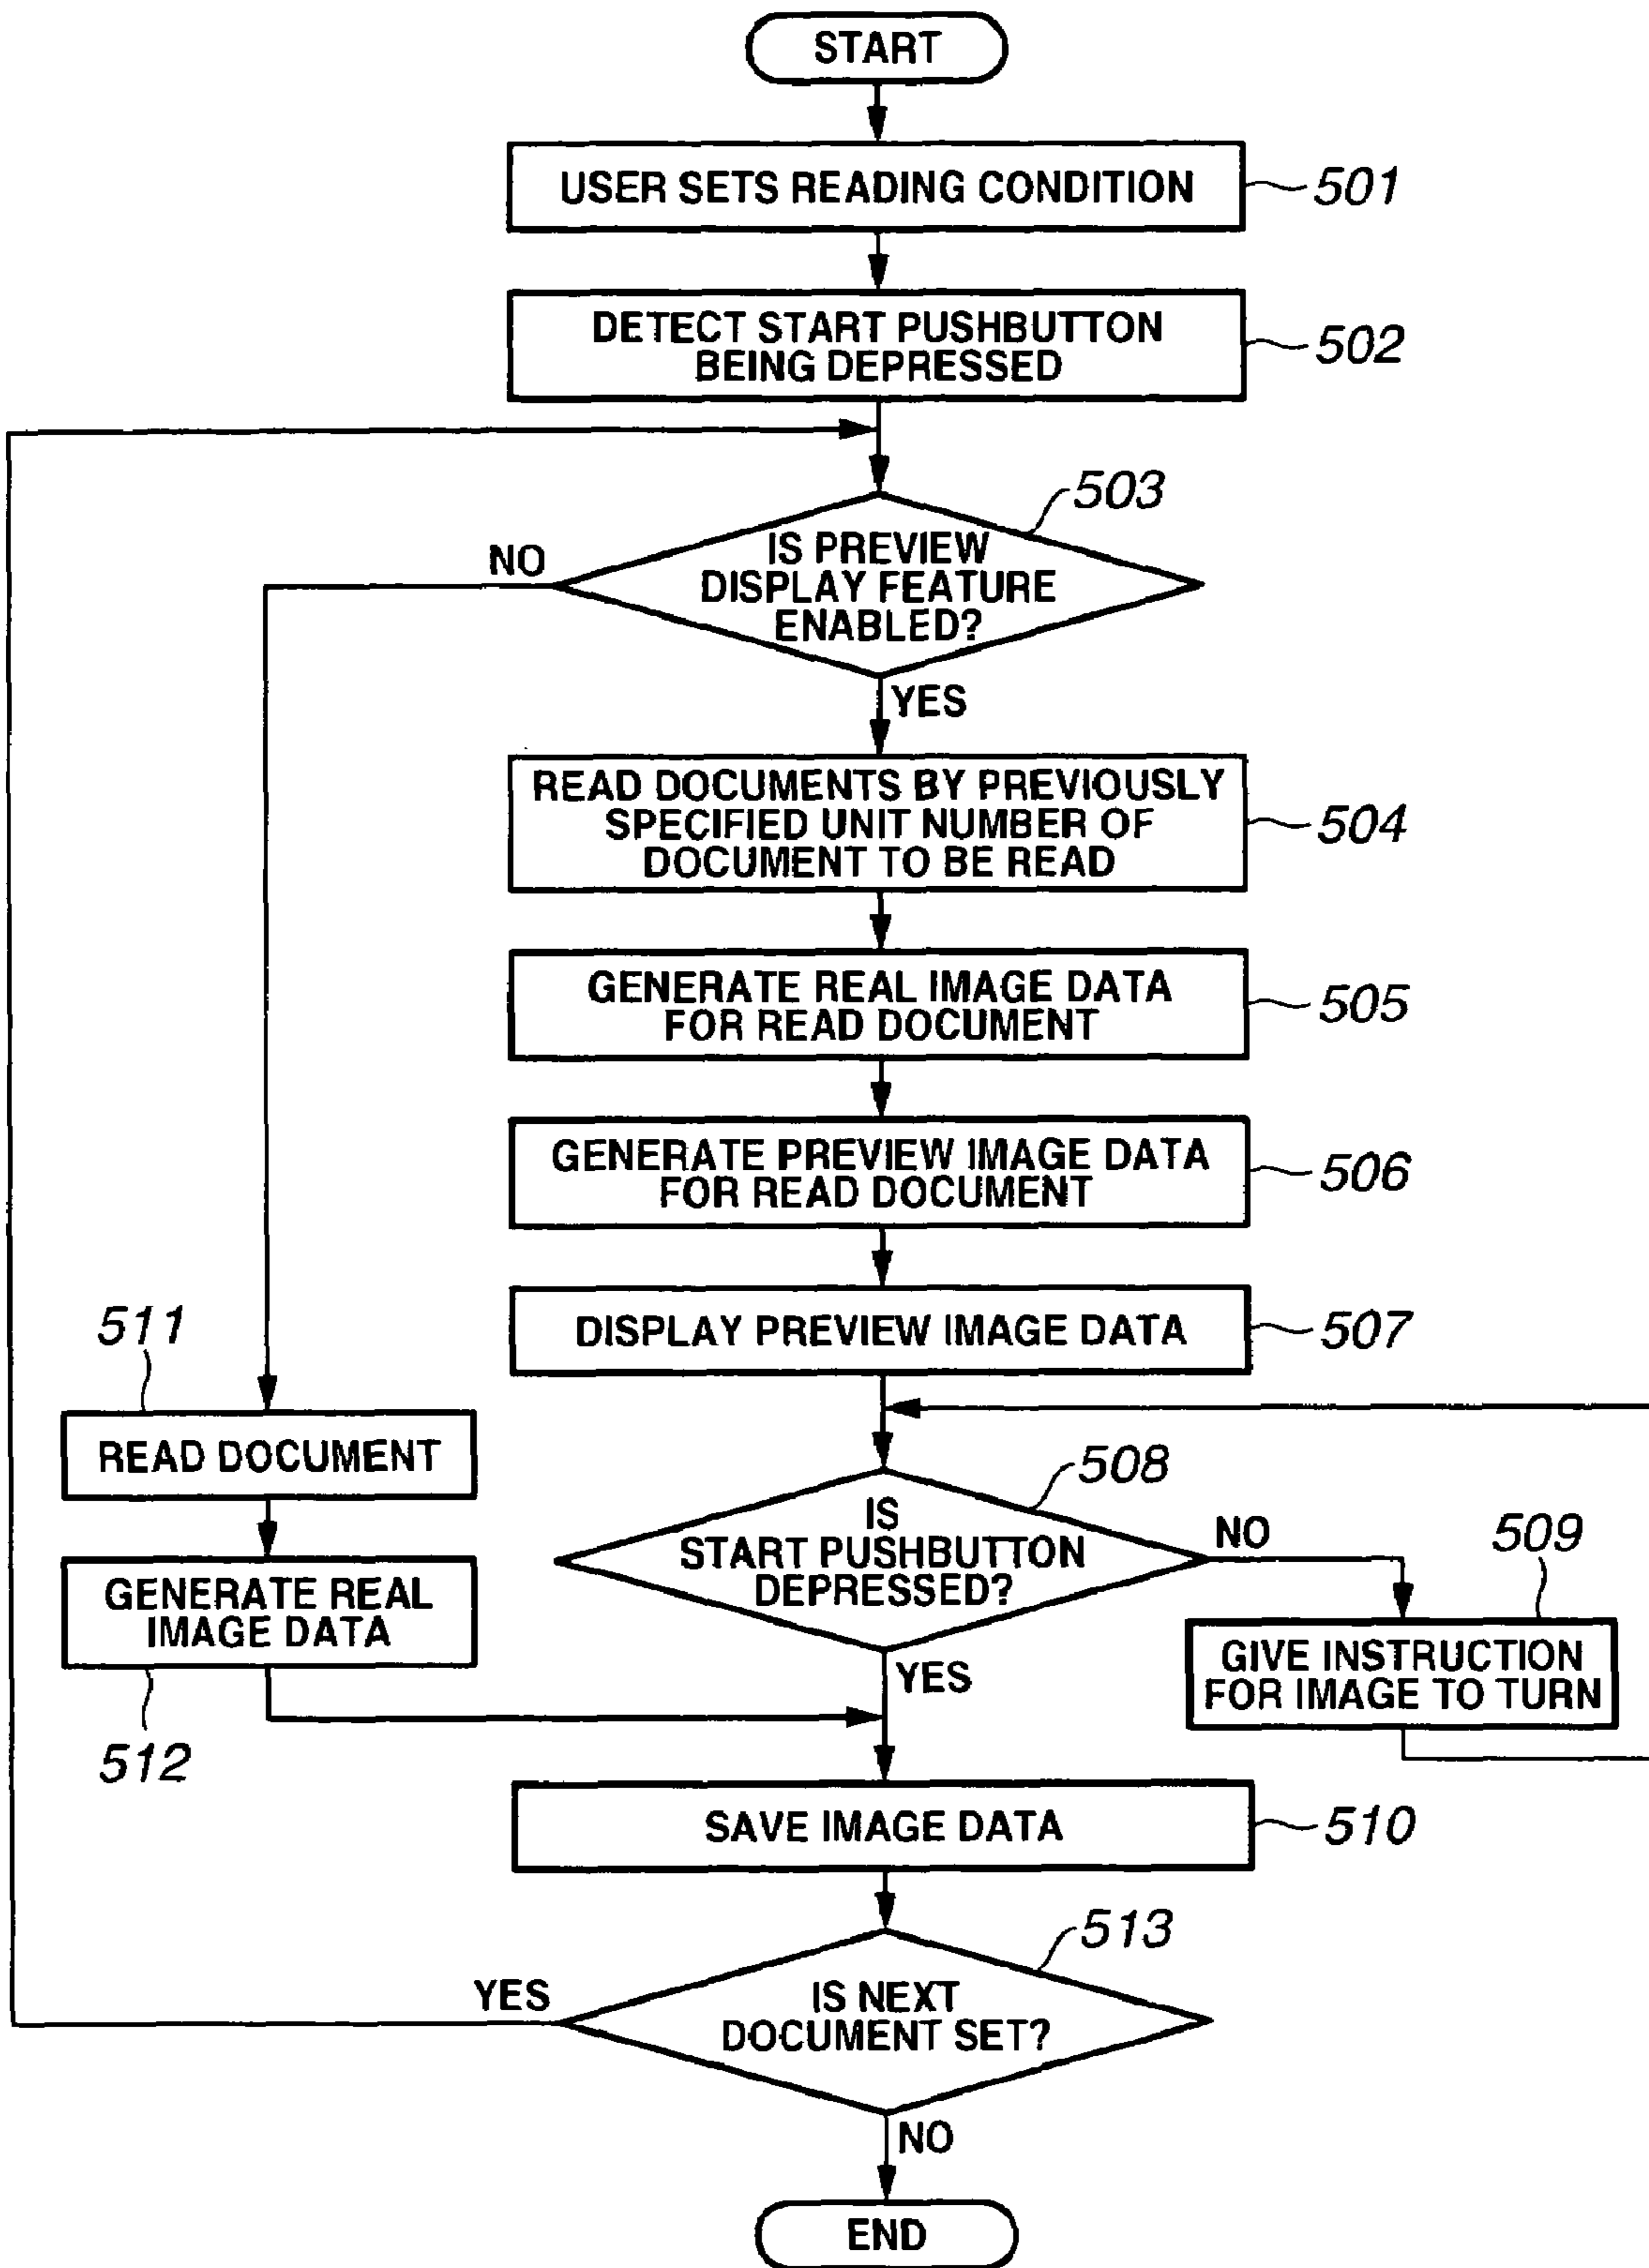 START
USER SETS READING CONDITION
501
DETECT START PUSHBUTTON
BEING DEPRESSED
502
503
IS PREVIEW
DISPLAY FEATURE
ENABLED?
NO
YES
READ DOCUMENTS BY PREVIOUSLY
SPECIFIED UNIT NUMBER OF
DOCUMENT TO BE READ
504
GENERATE REAL IMAGE DATA
FOR READ DOCUMENT
505
GENERATE PREVIEW IMAGE DATA
FOR READ DOCUMENT
506
DISPLAY PREVIEW IMAGE DATA
507
511
READ DOCUMENT
GENERATE REAL
IMAGE DATA
512
508
IS
START PUSHBUTTON
DEPRESSED?
NO
YES
509
GIVE INSTRUCTION
FOR IMAGE TO TURN
SAVE IMAGE DATA
510
513
IS NEXT
DOCUMENT SET?
YES
NO
END